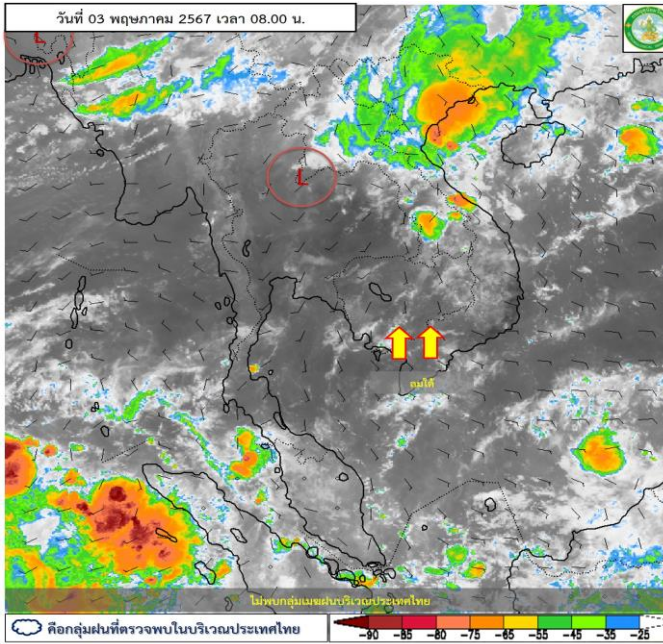 วันที่ 03 พฤษภาคม 2567 เวลา 08.00 น.
L
L
ลมใต้
ไม่พบกลุ่มเมฆฝนบริเวณประเทศไทย
คือกลุ่มฝนที่ตรวจพบในบริเวณประเทศไทย
-90 -85 -80 -75 -65 -55 -45 -35 -25